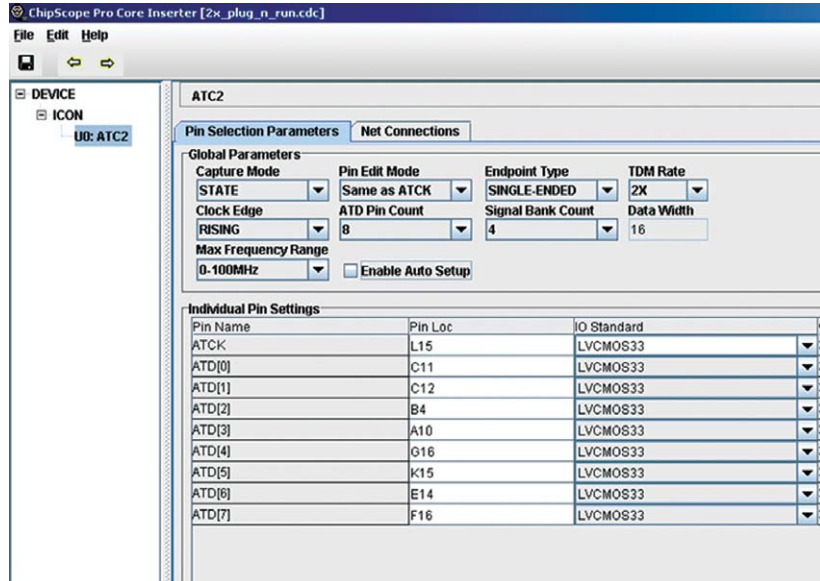 ChipScope Pro Core Inserter [2x_plug_n_run.cdc]
File Edit Help
DEVICE
ICON
U0: ATC2
ATC2
Pin Selection Parameters Net Connections
Global Parameters
Capture Mode Pin Edit Mode Endpoint Type TDM Rate
STATE Same as ATCK SINGLE-ENDED 2X
Clock Edge ATD Pin Count Signal Bank Count Data Width
RISING 8 4 16
Max Frequency Range
0-100MHz Enable Auto Setup
Individual Pin Settings
Pin Name Pin Loc IO Standard
ATCK L15 LVCMOS33
ATD[0] C11 LVCMOS33
ATD[1] C12 LVCMOS33
ATD[2] B4 LVCMOS33
ATD[3] A10 LVCMOS33
ATD[4] G16 LVCMOS33
ATD[5] K15 LVCMOS33
ATD[6] E14 LVCMOS33
ATD[7] F16 LVCMOS33